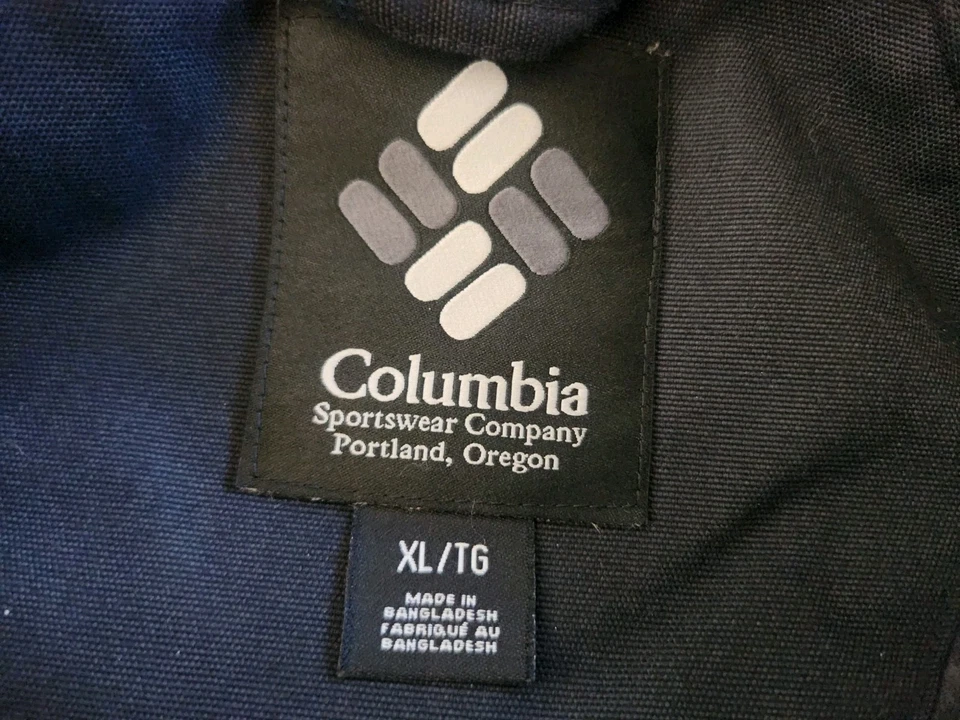 Columbia
Sportswear Company
Portland, Oregon
XL/TG
MADE IN
BANGLADESH
FABRIQUÉ AU
BANGLADESH